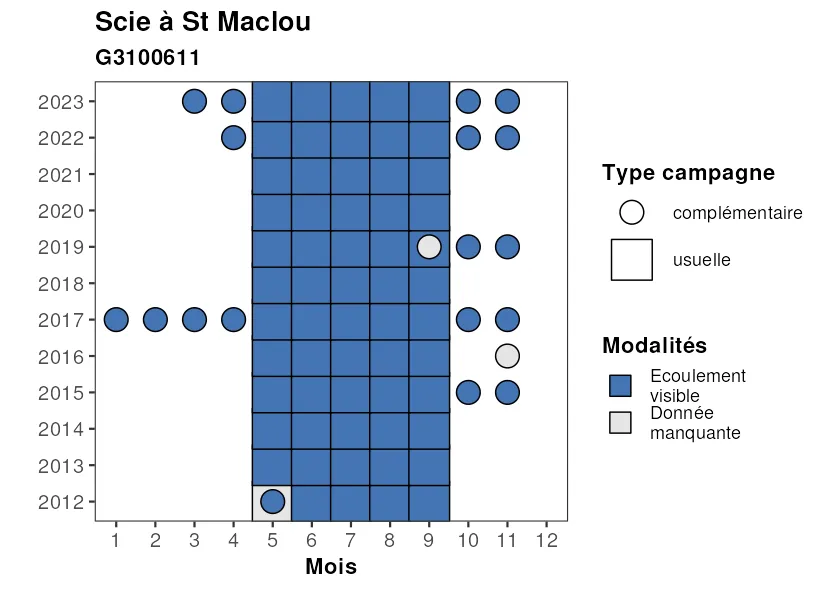 Scie à St Maclou
G3100611
2023
2022
2021
2020
2019
2018
2017
2016
2015
2014
2013
2012
1 2 3 4 5 6 7 8 9 10 11 12
Mois
Type campagne
complémentaire
usuelle
Modalités
Ecoulement
visible
Donnée
manquante